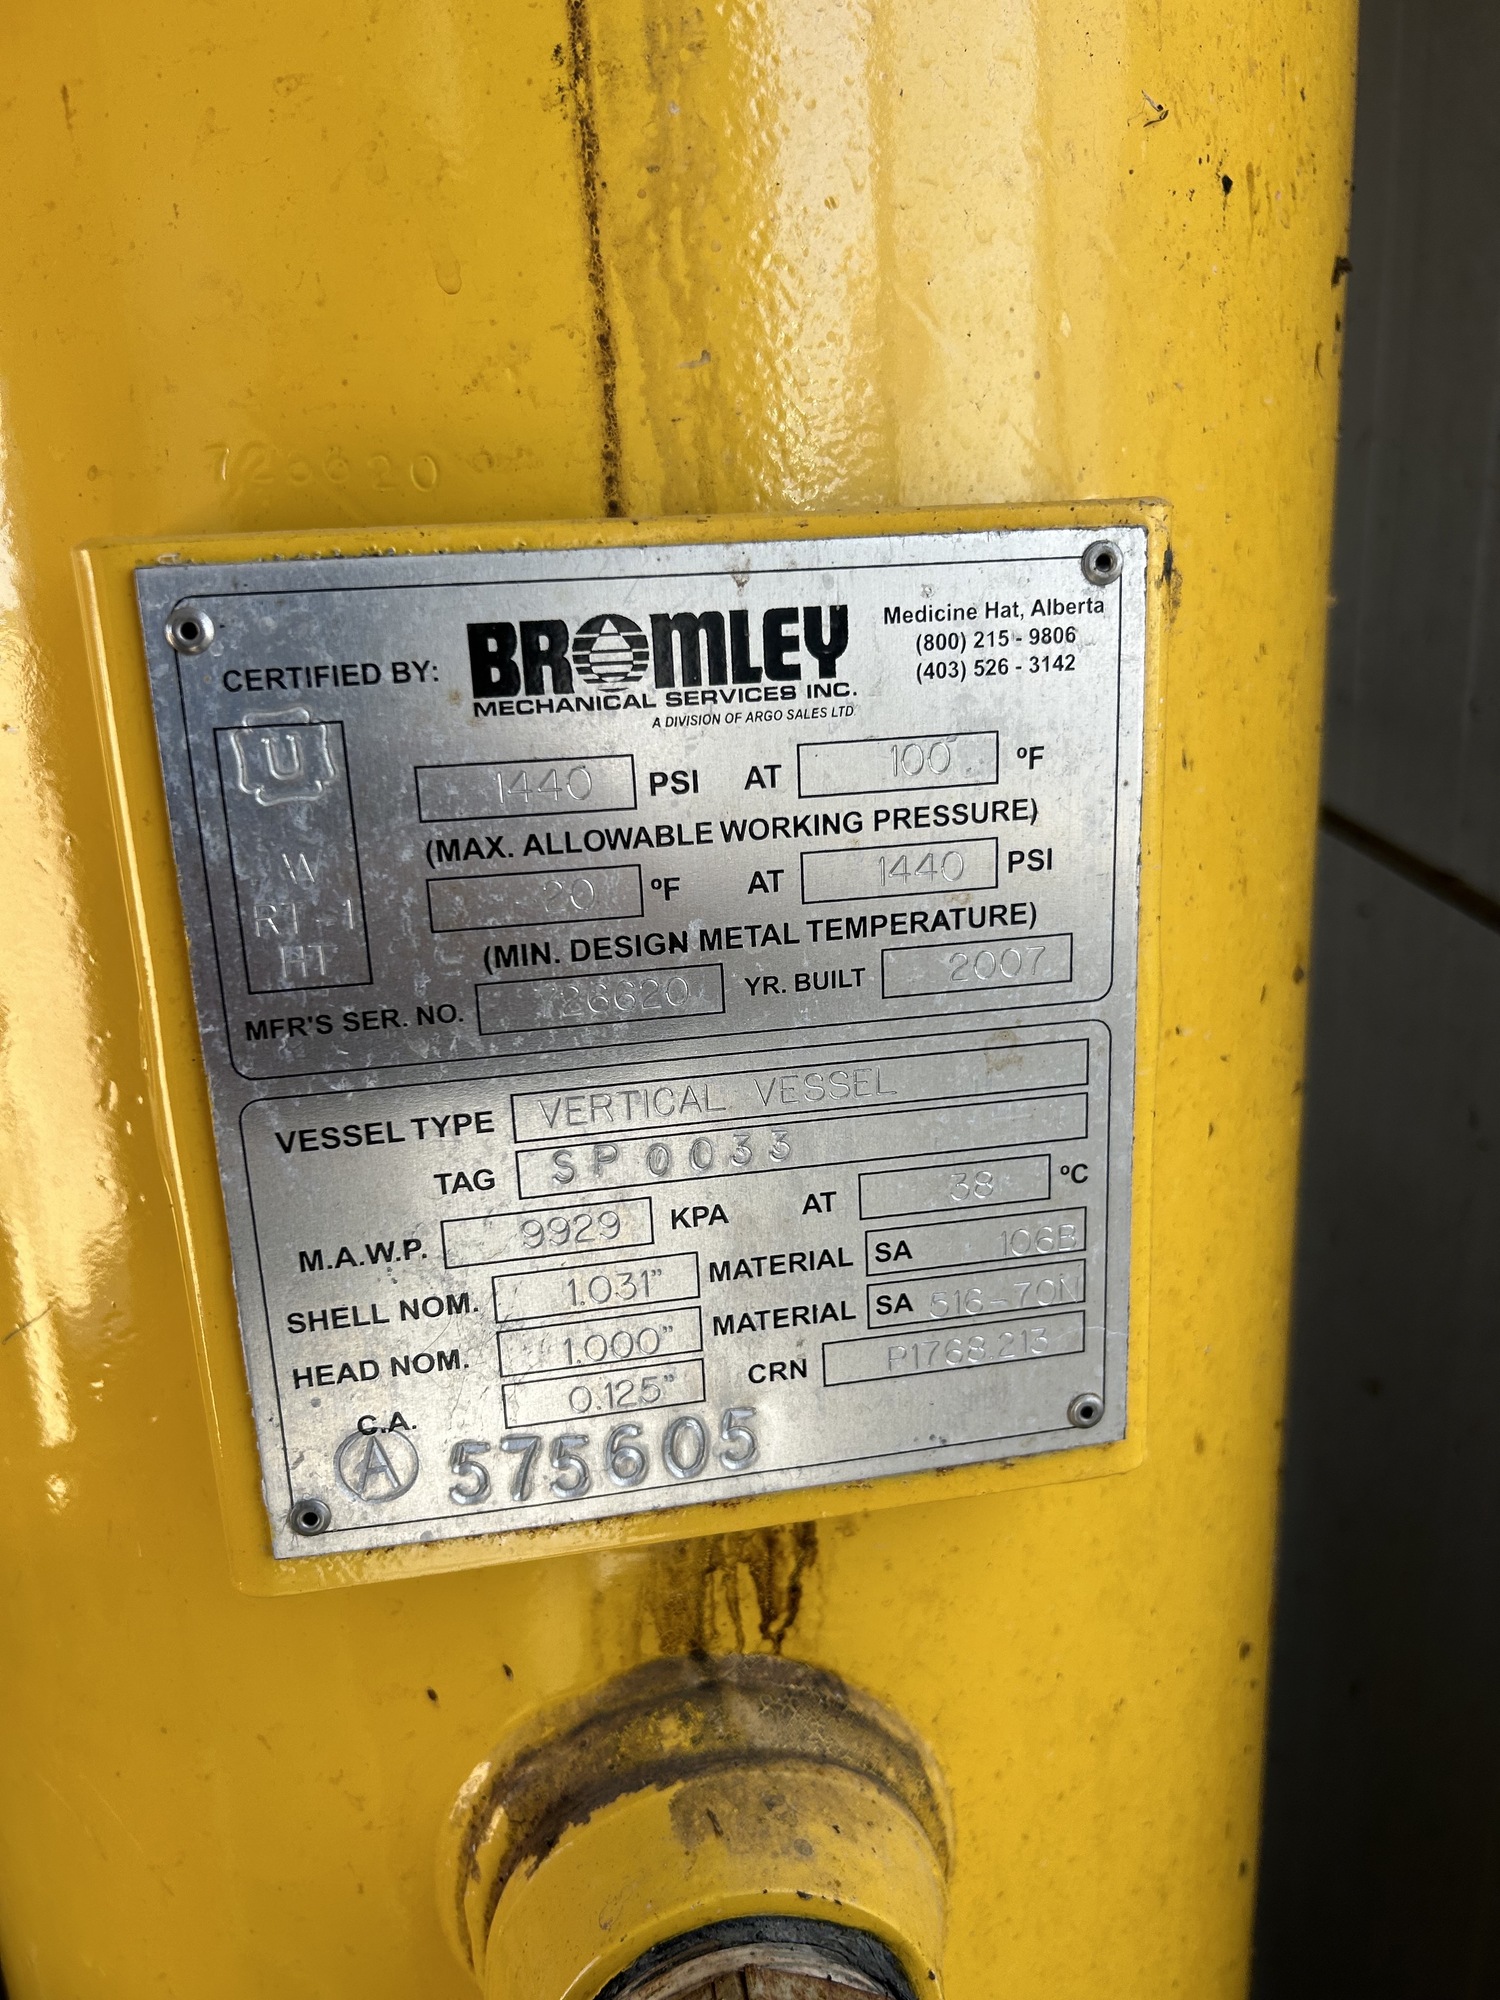 726620
Medicine Hat, Alberta
(800) 215 - 9806
(403) 526 - 3142
CERTIFIED BY: BROMLEY
MECHANICAL SERVICES INC.
A DIVISION OF ARGO SALES LTD.
U
W
RT-1
HT
1440 PSI AT 100 ºF
(MAX. ALLOWABLE WORKING PRESSURE)
-20 ºF AT 1440 PSI
(MIN. DESIGN METAL TEMPERATURE)
MFR'S SER. NO. 726620 YR. BUILT 2007
VESSEL TYPE VERTICAL VESSEL
TAG SP0033
M.A.W.P. 9929 KPA AT 38 ºC
SHELL NOM. 1.031" MATERIAL SA 106B
HEAD NOM. 1.000" MATERIAL SA 516-70N
C.A. 0.125" CRN P1768.213
A 575605